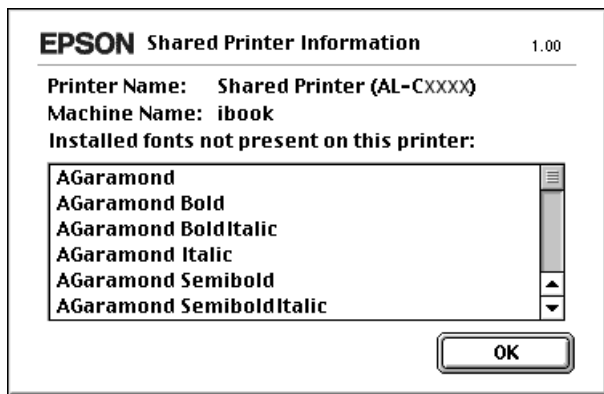 EPSON Shared Printer Information 1.00
Printer Name: Shared Printer (AL-CXXXX)
Machine Name: ibook
Installed fonts not present on this printer:
AGaramond
AGaramond Bold
AGaramond BoldItalic
AGaramond Italic
AGaramond Semibold
AGaramond SemiboldItalic
OK